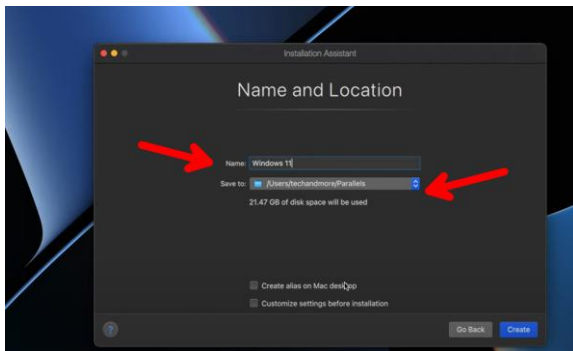 Installation Assistant
Name and Location
Name: Windows 11
Save to: /Users/techandmore/Parallels
21.47 GB of disk space will be used
Create alias on Mac desktop
Customize settings before installation
? Go Back Create